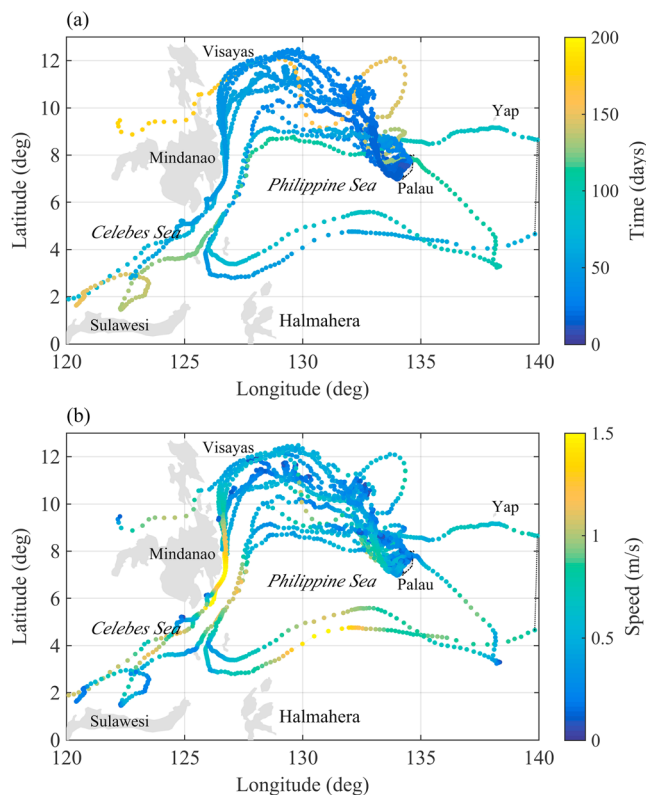 (a)
Visayas
Yap
Mindanao
Philippine Sea
Palau
Celebes Sea
Sulawesi
Halmahera
12
10
8
6
4
2
0
Latitude (deg)
120 125 130 135 140
Longitude (deg)
200
150
100
50
0
Time (days)
(b)
Visayas
Yap
Mindanao
Philippine Sea
Palau
Celebes Sea
Sulawesi
Halmahera
12
10
8
6
4
2
0
Latitude (deg)
120 125 130 135 140
Longitude (deg)
1.5
1
0.5
0
Speed (m/s)